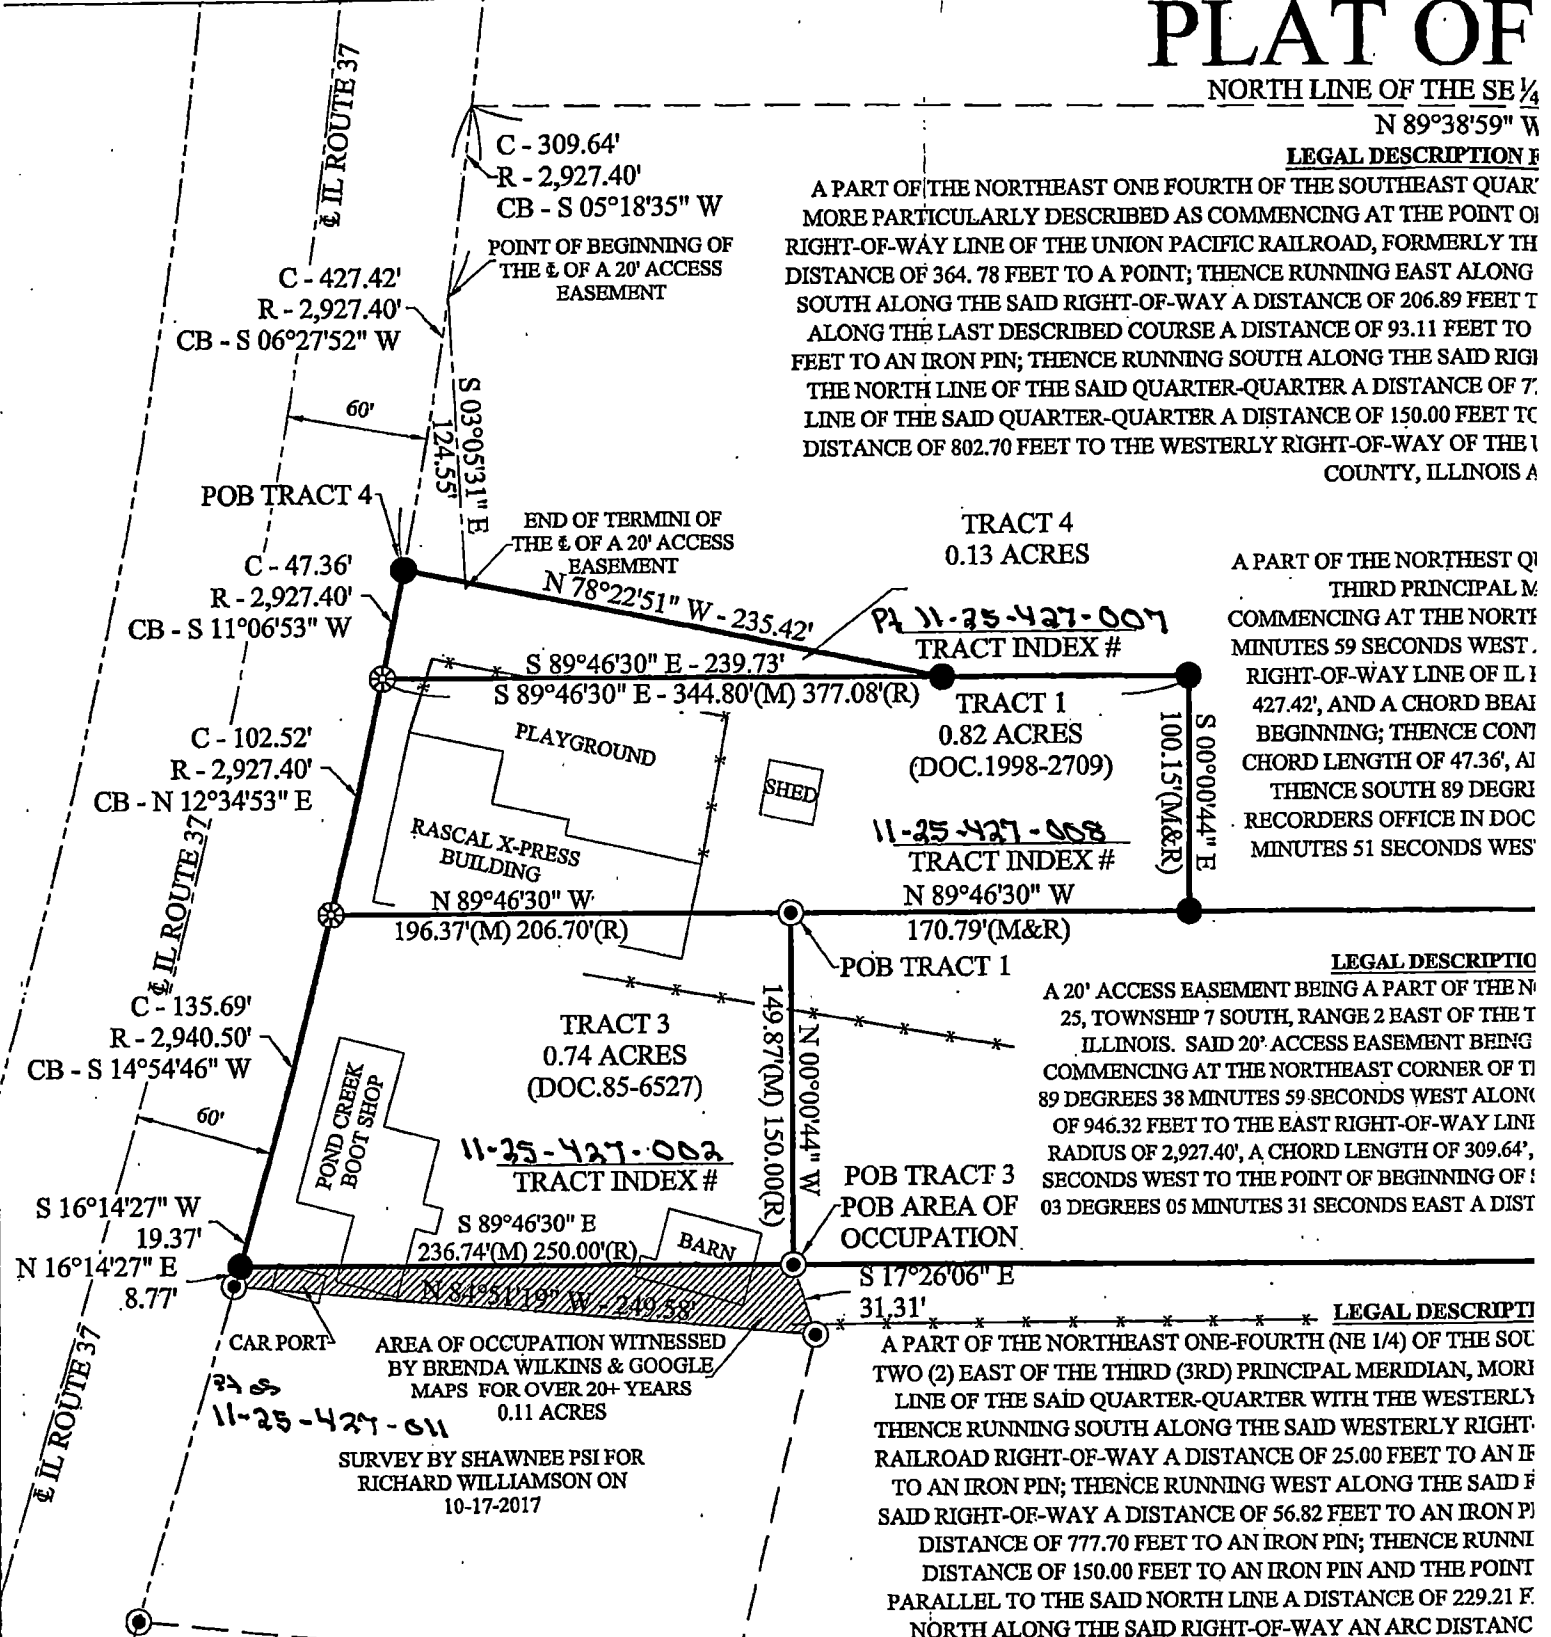 PLAT OF
NORTH LINE OF THE SE ¼
N 89°38'59" W
LEGAL DESCRIPTION
A PART OF THE NORTHEAST ONE FOURTH OF THE SOUTHEAST QUAR
MORE PARTICULARLY DESCRIBED AS COMMENCING AT THE POINT
RIGHT-OF-WAY LINE OF THE UNION PACIFIC RAILROAD, FORMERLY TH
DISTANCE OF 364. 78 FEET TO A POINT; THENCE RUNNING EAST ALONG
SOUTH ALONG THE SAID RIGHT-OF-WAY A DISTANCE OF 206.89 FEET T
ALONG THE LAST DESCRIBED COURSE A DISTANCE OF 93.11 FEET TO
FEET TO AN IRON PIN; THENCE RUNNING SOUTH ALONG THE SAID RIG
THE NORTH LINE OF THE SAID QUARTER-QUARTER A DISTANCE OF 7
LINE OF THE SAID QUARTER-QUARTER A DISTANCE OF 150.00 FEET TO
DISTANCE OF 802.70 FEET TO THE WESTERLY RIGHT-OF-WAY OF THE
COUNTY, ILLINOIS A
℄ IL ROUTE 37
C - 309.64'
R - 2,927.40'
CB - S 05°18'35" W
POINT OF BEGINNING OF
THE ℄ OF A 20' ACCESS
EASEMENT
C - 427.42'
R - 2,927.40'
CB - S 06°27'52" W
60'
S 03°05'31" E
124.55'
POB TRACT 4
END OF TERMINI OF
THE ℄ OF A 20' ACCESS
EASEMENT
TRACT 4
0.13 ACRES
C - 47.36'
R - 2,927.40'
CB - S 11°06'53" W
N 78°22'51" W - 235.42'
Pt 11-25-427-007
TRACT INDEX #
A PART OF THE NORTHEST Q
THIRD PRINCIPAL M
COMMENCING AT THE NORTH
MINUTES 59 SECONDS WEST
RIGHT-OF-WAY LINE OF IL
427.42', AND A CHORD BEA
BEGINNING; THENCE CONT
CHORD LENGTH OF 47.36', A
THENCE SOUTH 89 DEGRE
RECORDERS OFFICE IN DOC
MINUTES 51 SECONDS WES
S 89°46'30" E - 239.73'
S 89°46'30" E - 344.80'(M) 377.08'(R)
TRACT 1
0.82 ACRES
(DOC.1998-2709)
11-25-427-008
TRACT INDEX #
S 00°00'44" E
100.15'(M&R)
C - 102.52'
R - 2,927.40'
CB - N 12°34'53" E
PLAYGROUND
SHED
RASCAL X-PRESS
BUILDING
℄ IL ROUTE 37
N 89°46'30" W
196.37'(M) 206.70'(R)
N 89°46'30" W
170.79'(M&R)
POB TRACT 1
LEGAL DESCRIPTIO
A 20' ACCESS EASEMENT BEING A PART OF THE N
25, TOWNSHIP 7 SOUTH, RANGE 2 EAST OF THE T
ILLINOIS. SAID 20' ACCESS EASEMENT BEING
COMMENCING AT THE NORTHEAST CORNER OF T
89 DEGREES 38 MINUTES 59 SECONDS WEST ALON
OF 946.32 FEET TO THE EAST RIGHT-OF-WAY LINE
RADIUS OF 2,927.40', A CHORD LENGTH OF 309.64',
SECONDS WEST TO THE POINT OF BEGINNING OF
03 DEGREES 05 MINUTES 31 SECONDS EAST A DIST
C - 135.69'
R - 2,940.50'
CB - S 14°54'46" W
60'
TRACT 3
0.74 ACRES
(DOC.85-6527)
11-25-427-002
TRACT INDEX #
149.87'(M) 150.00'(R)
N 00°00'44" W
POND CREEK
BOOT SHOP
POB TRACT 3
POB AREA OF
OCCUPATION
S 16°14'27" W
19.37'
N 16°14'27" E
8.77'
S 89°46'30" E
236.74'(M) 250.00'(R)
BARN
N 84°51'19" W - 249.58'
S 17°26'06" E
31.31'
CAR PORT
AREA OF OCCUPATION WITNESSED
BY BRENDA WILKINS & GOOGLE
MAPS FOR OVER 20+ YEARS
0.11 ACRES
11-25-427-011
SURVEY BY SHAWNEE PSI FOR
RICHARD WILLIAMSON ON
10-17-2017
℄ IL ROUTE 37
LEGAL DESCRIPTI
A PART OF THE NORTHEAST ONE-FOURTH (NE 1/4) OF THE SOU
TWO (2) EAST OF THE THIRD (3RD) PRINCIPAL MERIDIAN, MORE
LINE OF THE SAID QUARTER-QUARTER WITH THE WESTERLY
THENCE RUNNING SOUTH ALONG THE SAID WESTERLY RIGHT-
RAILROAD RIGHT-OF-WAY A DISTANCE OF 25.00 FEET TO AN
TO AN IRON PIN; THENCE RUNNING WEST ALONG THE SAID
SAID RIGHT-OF-WAY A DISTANCE OF 56.82 FEET TO AN IRON
DISTANCE OF 777.70 FEET TO AN IRON PIN; THENCE RUNNI
DISTANCE OF 150.00 FEET TO AN IRON PIN AND THE POINT
PARALLEL TO THE SAID NORTH LINE A DISTANCE OF 229.21 F
NORTH ALONG THE SAID RIGHT-OF-WAY AN ARC DISTANC